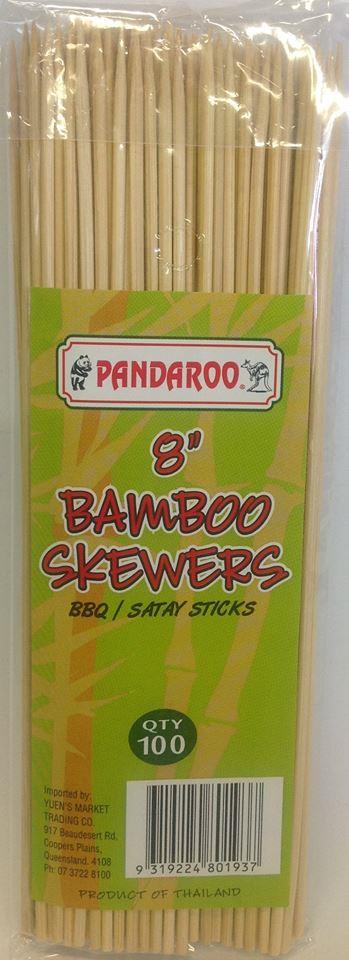 PANDAROO®
8"
BAMBOO
SKEWERS
BBQ / SATAY STICKS
QTY
100
Imported by:
YUEN'S MARKET
TRADING CO.
917 Beaudesert Rd,
Coopers Plains,
Queensland. 4108
Ph: 07 3722 8100
9 319224 801937
PRODUCT OF THAILAND